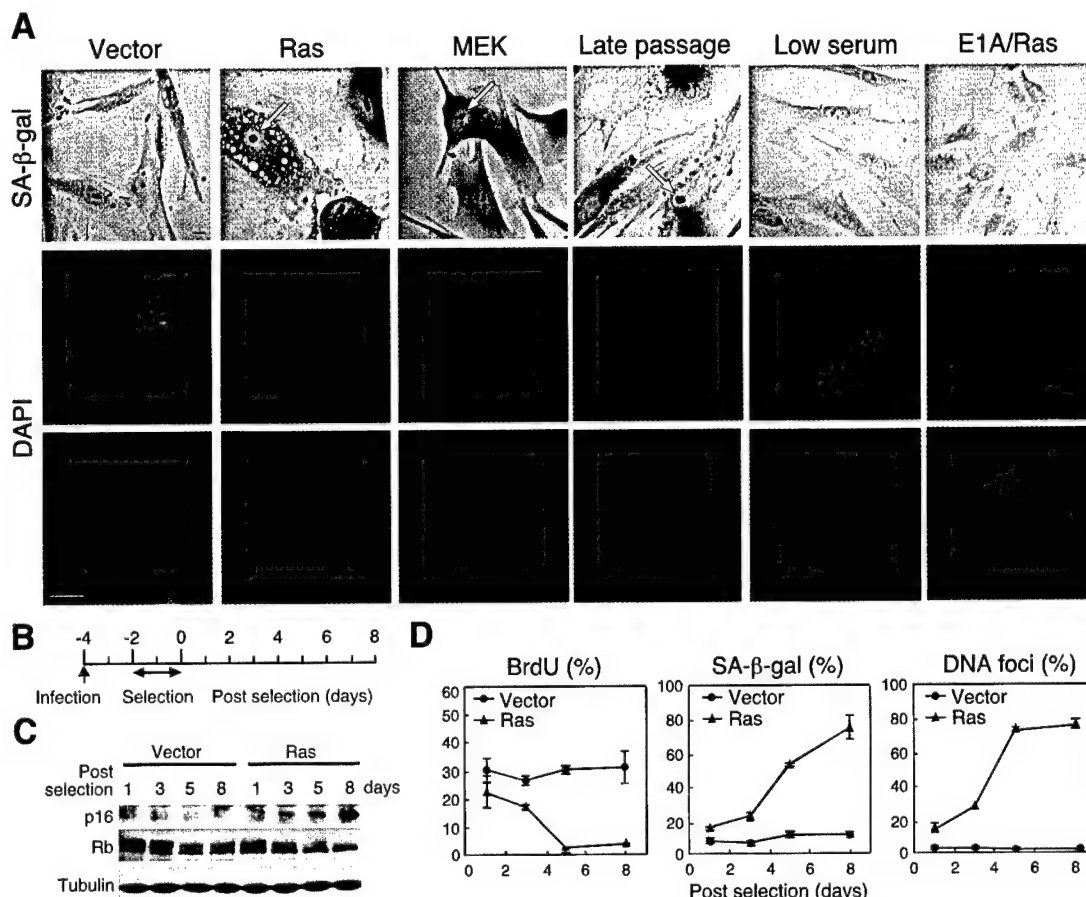 A
Vector Ras MEK Late passage Low serum E1A/Ras
SA-β-gal
DAPI
B
-4 -2 0 2 4 6 8
Infection Selection Post selection (days)
C
Vector Ras
Post selection 1 3 5 8 1 3 5 8 days
p16
Rb
Tubulin
D
BrdU (%)
Vector
Ras
60
50
40
30
20
10
0
0 2 4 6 8
SA-β-gal (%)
Vector
Ras
100
80
60
40
20
0
0 2 4 6 8
Post selection (days)
DNA foci (%)
Vector
Ras
100
80
60
40
20
0
0 2 4 6 8